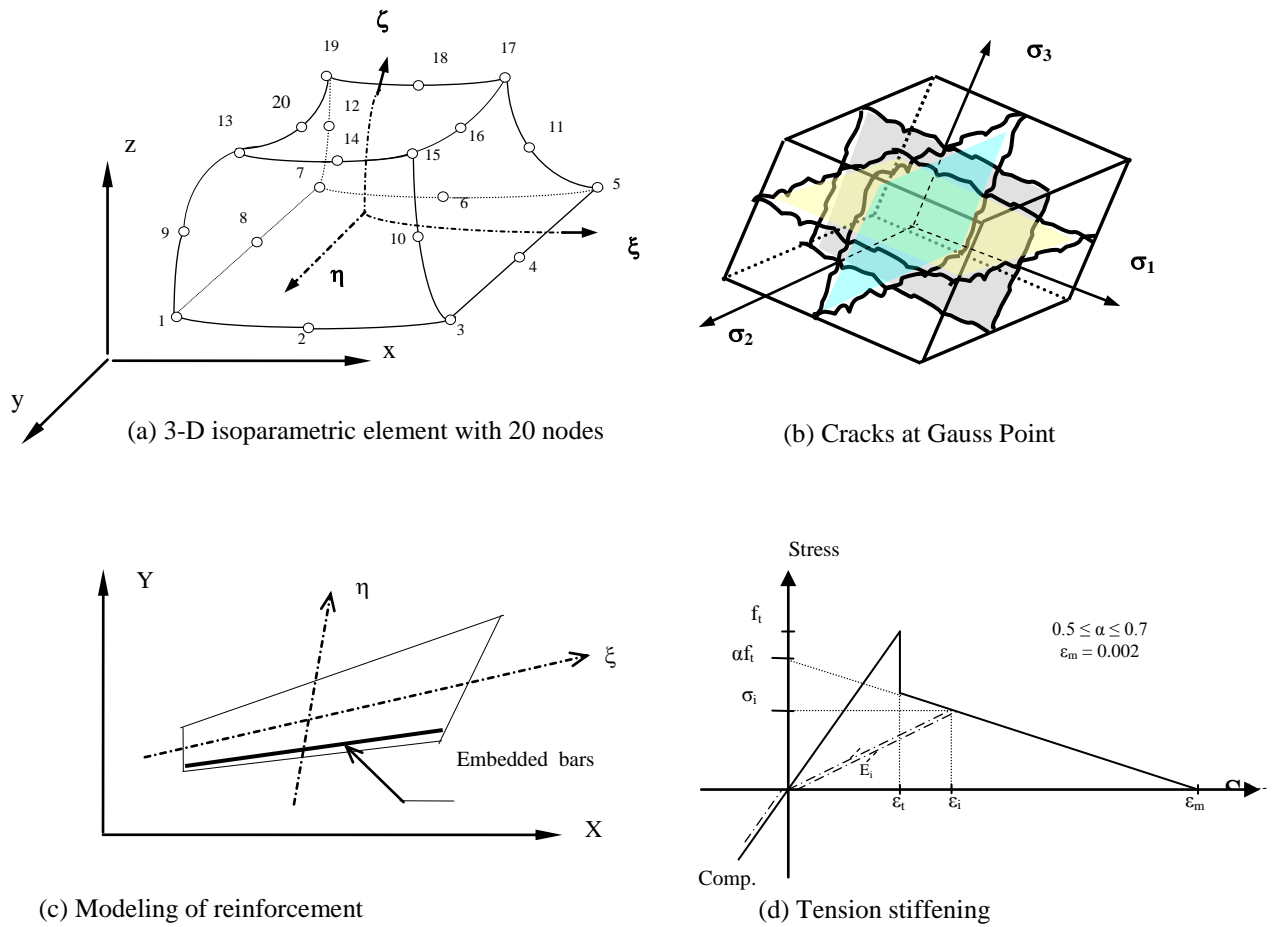 ζ
19
18
17
20
12
13
14
16
11
15
z
7
5
6
8
9
10
ξ
4
η
1
2
3
x
y
(a) 3-D isoparametric element with 20 nodes
σ3
σ1
σ2
(b) Cracks at Gauss Point
Y
η
ξ
Embedded bars
X
(c) Modeling of reinforcement
Stress
ft
0.5 ≤ α ≤ 0.7
εm = 0.002
αft
σi
Ei
εt
εi
εm
Comp.
(d) Tension stiffening